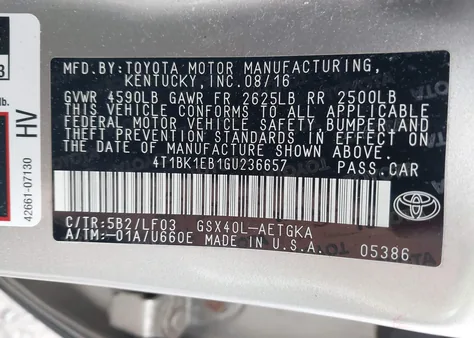 MFD.BY:TOYOTA MOTOR MANUFACTURING,
KENTUCKY, INC. 08/16
GVWR 4590LB GAWR FR 2625LB RR 2500LB
THIS VEHICLE CONFORMS TO ALL APPLICABLE
FEDERAL MOTOR VEHICLE SAFETY, BUMPER, AND
THEFT PREVENTION STANDARDS IN EFFECT ON
THE DATE OF MANUFACTURE SHOWN ABOVE.
4T1BK1EB1GU236657 PASS.CAR
C/TR:5B2/LF03 GSX40L-AETGKA
A/TM:-01A/U660E MADE IN U.S.A. 05386
TOYOTA
3
lb.
HV
42661-07130